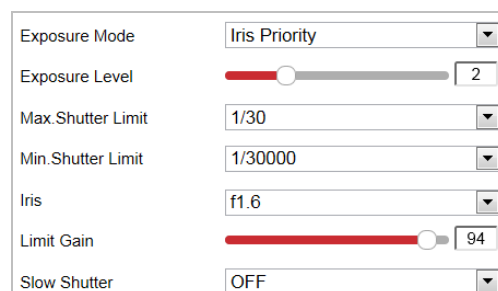 Exposure Mode Iris Priority
Exposure Level 2
Max.Shutter Limit 1/30
Min.Shutter Limit 1/30000
Iris f1.6
Limit Gain 94
Slow Shutter OFF